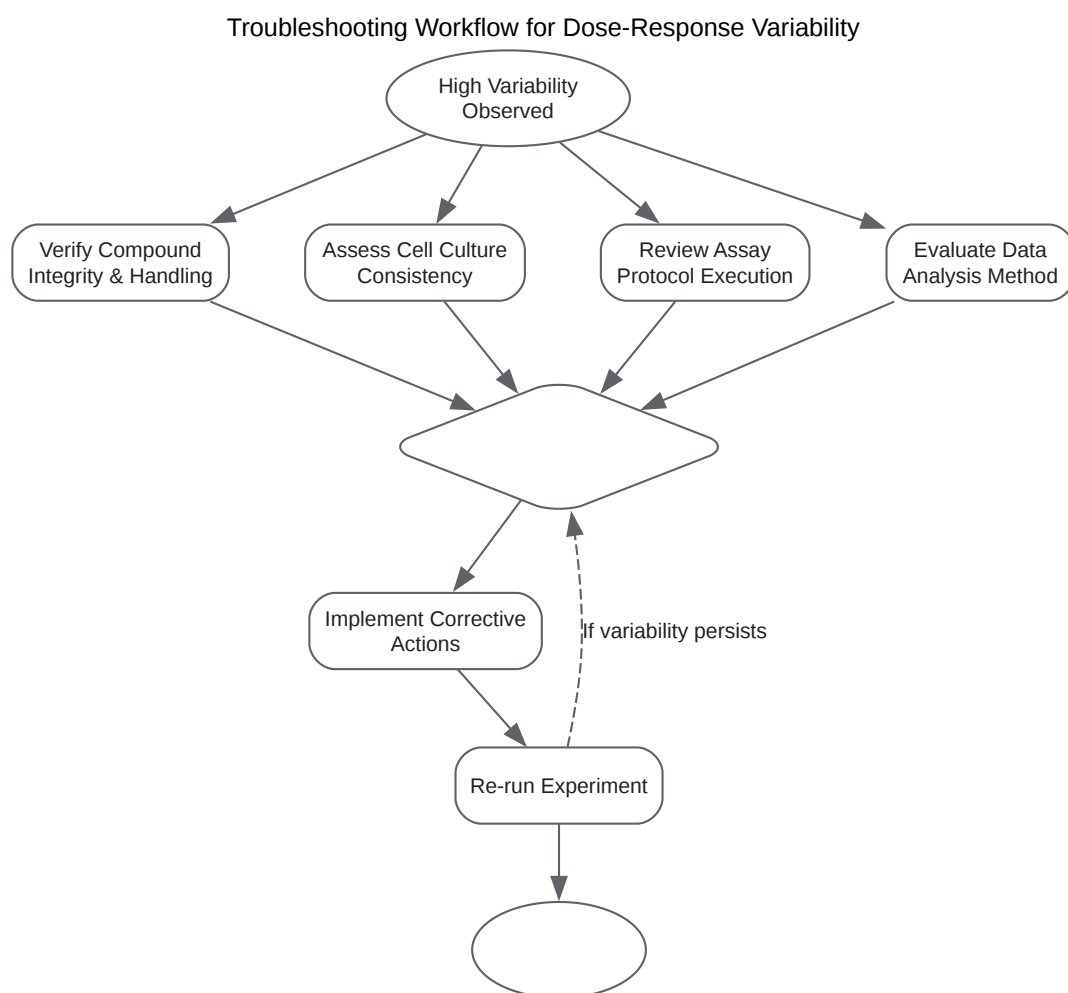 Troubleshooting Workflow for Dose-Response Variability
High Variability
Observed
Verify Compound
Integrity & Handling
Assess Cell Culture
Consistency
Review Assay
Protocol Execution
Evaluate Data
Analysis Method
Implement Corrective
Actions
If variability persists
Re-run Experiment